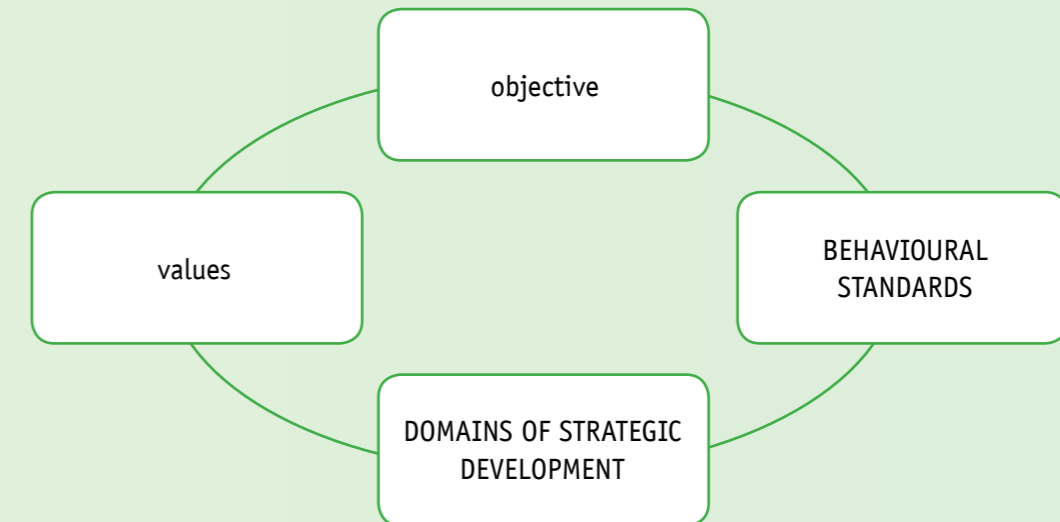 objective
values
BEHAVIOURAL
STANDARDS
DOMAINS OF STRATEGIC
DEVELOPMENT